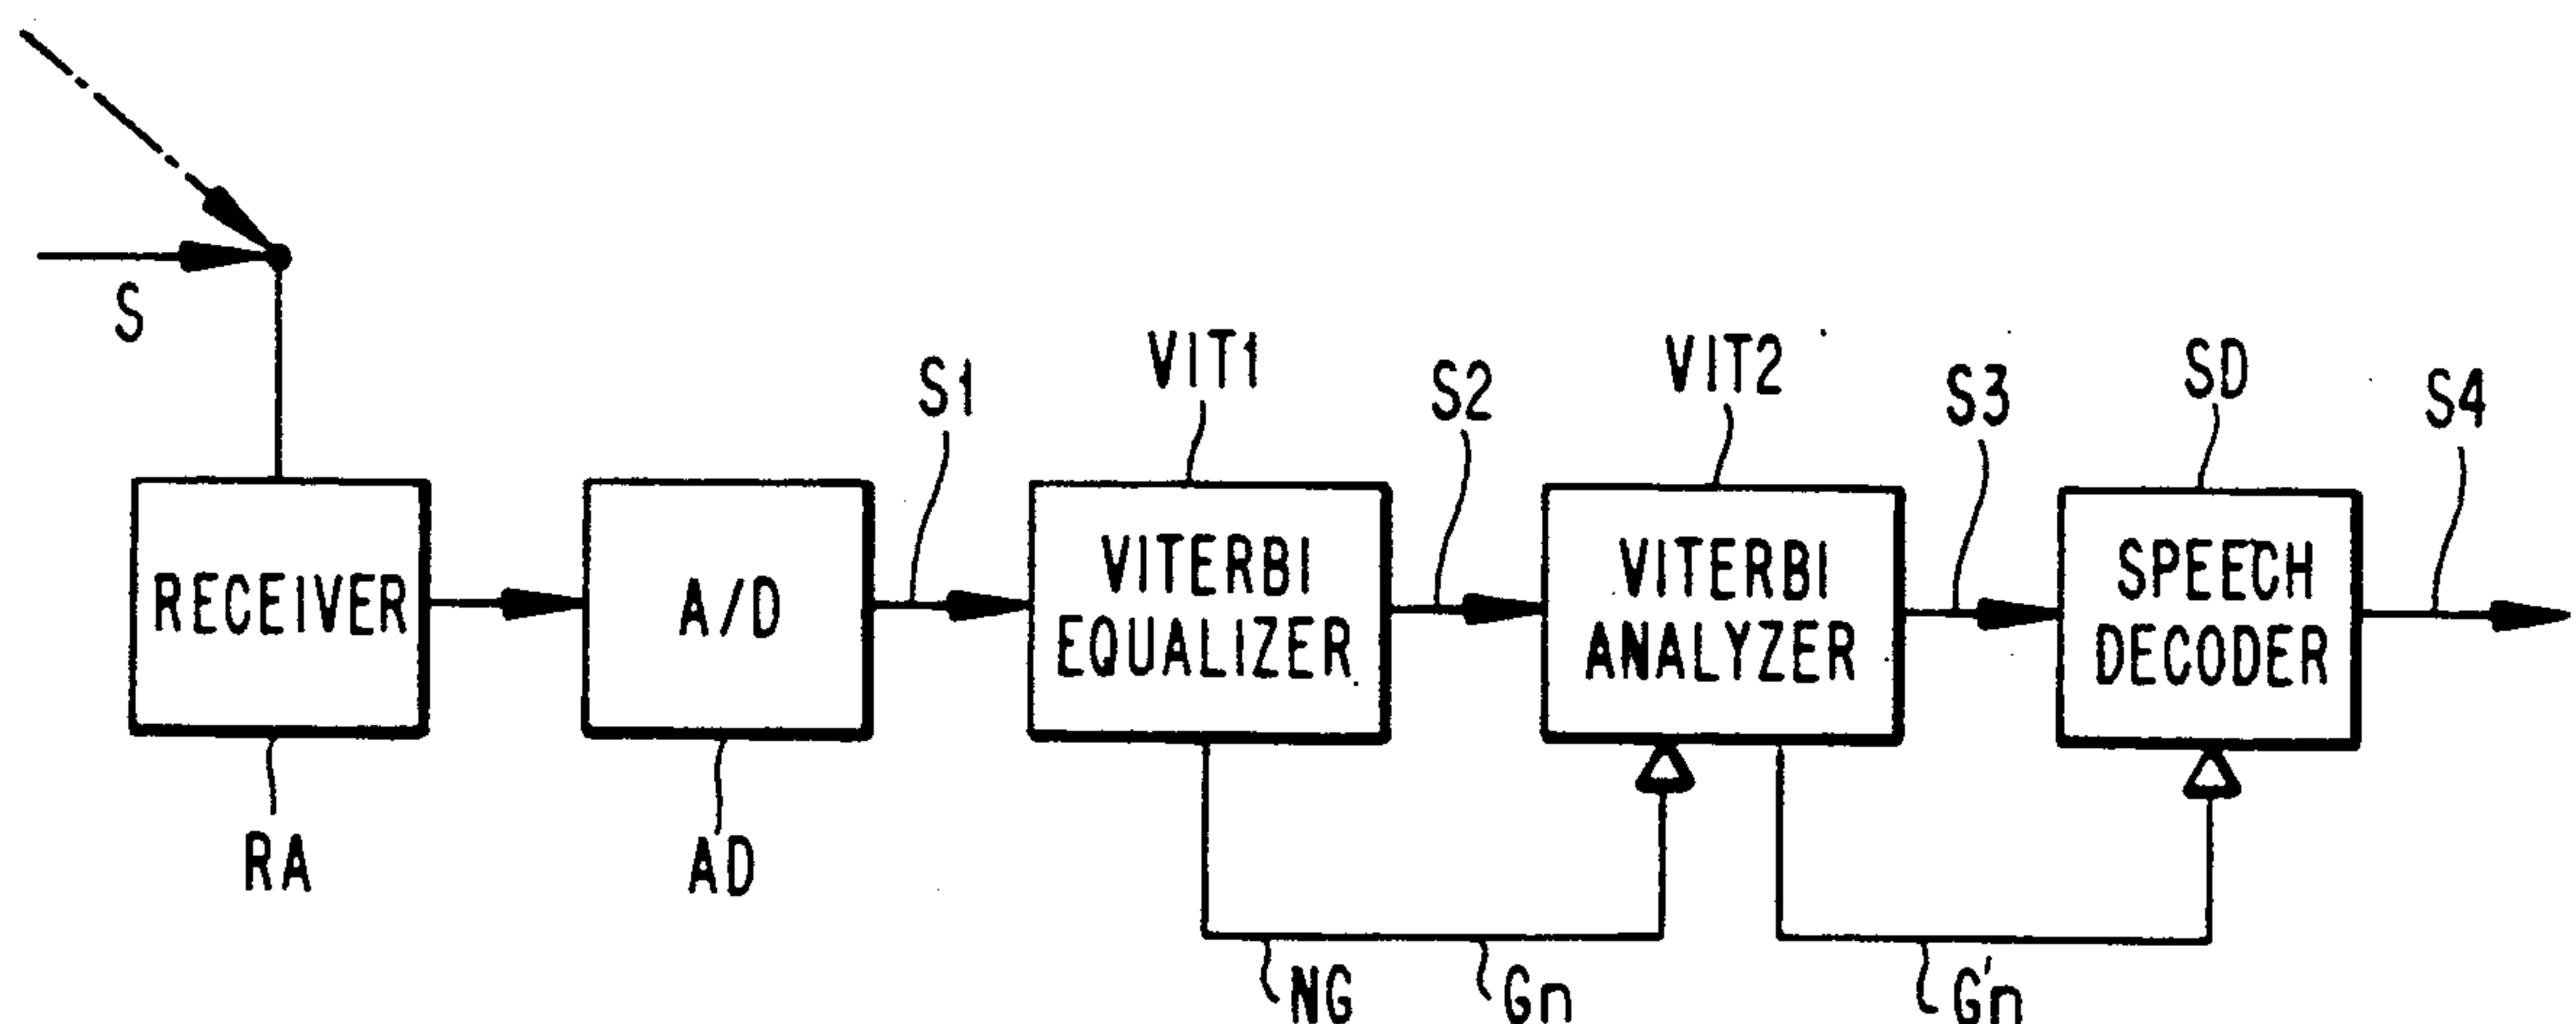 S
S1
VIT1
S2
VIT2
S3
SD
S4
RECEIVER
A/D
VITERBI
EQUALIZER
VITERBI
ANALYZER
SPEECH
DECODER
RA
AD
NG
Gn
G'n